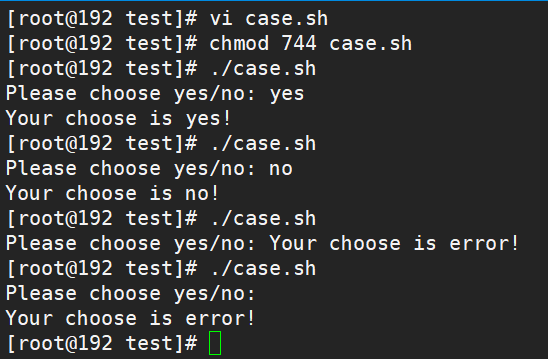 [root@192 test]# vi case.sh
[root@192 test]# chmod 744 case.sh
[root@192 test]# ./case.sh
Please choose yes/no: yes
Your choose is yes!
[root@192 test]# ./case.sh
Please choose yes/no: no
Your choose is no!
[root@192 test]# ./case.sh
Please choose yes/no: Your choose is error!
[root@192 test]# ./case.sh
Please choose yes/no:
Your choose is error!
[root@192 test]#